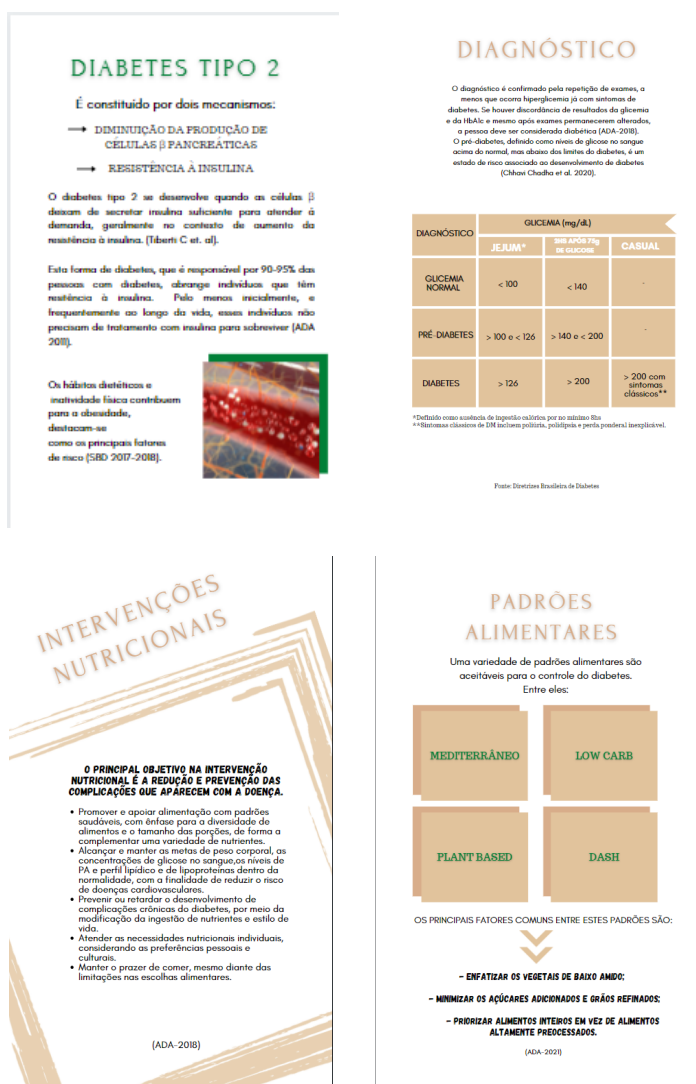 DIABETES TIPO 2
É constituído por dois mecanismos:
DIMINUIÇÃO DA PRODUÇÃO DE
CÉLULAS β PANCREÁTICAS
RESISTÊNCIA À INSULINA
O diabetes tipo 2 se desenvolve quando as células β
deixam de secretar insulina suficiente para atender á
demanda, geralmente no contexto de aumento da
resistência à insulina. (Tiberti C et. al).
Esta forma de diabetes, que é responsável por 90-95% das
pessoas com diabetes, abrange indivíduos que têm
resitência à insulina. Pelo menos inicialmente, e
frequentemente ao longo da vida, esses indivíduos não
precisam de tratamento com insulina para sobreviver (ADA
2011).
Os hábitos dietéticos e
inatividade física contribuem
para a obesidade,
destacam-se
como os principais fatores
de risco (SBD 2017-2018).
DIAGNÓSTICO
O diagnóstico é confirmado pela repetição de exames, a
menos que ocorra hiperglicemia já com sintomas de
diabetes. Se houver discordância de resultados da glicemia
e da HbA1c e mesmo após exames permanecerem alterados,
a pessoa deve ser considerada diabética (ADA-2018).
O pré-diabetes, definido como níveis de glicose no sangue
acima do normal, mas abaixo dos limites do diabetes, é um
estado de risco associado ao desenvolvimento de diabetes
(Chhavi Chadha et al. 2020).
DIAGNÓSTICO
GLICEMIA (mg/dL)
JEJUM*
2HS APÓS 75g
DE GLICOSE
CASUAL
GLICEMIA
NORMAL
< 100
< 140
-
PRÉ-DIABETES
> 100 e < 126
> 140 e < 200
-
DIABETES
> 126
> 200
> 200 com
sintomas
clássicos**
*Definido como ausência de ingestão calórica por no mínimo 8hs
**Sintomas clássicos de DM incluem poliúria, polidipsia e perda ponderal inexplicável.
Fonte: Diretrizes Brasileira de Diabetes
INTERVENÇÕES
NUTRICIONAIS
O PRINCIPAL OBJETIVO NA INTERVENÇÃO
NUTRICIONAL É A REDUÇÃO E PREVENÇÃO DAS
COMPLICAÇÕES QUE APARECEM COM A DOENÇA.
• Promover e apoiar alimentação com padrões
saudáveis, com ênfase para a diversidade de
alimentos e o tamanho das porções, de forma a
complementar uma variedade de nutrientes.
• Alcançar e manter as metas de peso corporal, as
concentrações de glicose no sangue,os níveis de
PA e perfil lipídico e de lipoproteínas dentro da
normalidade, com a finalidade de reduzir o risco
de doenças cardiovasculares.
• Prevenir ou retardar o desenvolvimento de
complicações crônicas do diabetes, por meio da
modificação da ingestão de nutrientes e estilo de
vida.
• Atender as necessidades nutricionais individuais,
considerando as preferências pessoais e
culturais.
• Manter o prazer de comer, mesmo diante das
limitações nas escolhas alimentares.
(ADA-2018)
PADRÕES
ALIMENTARES
Uma variedade de padrões alimentares são
aceitáveis para o controle do diabetes.
Entre eles:
MEDITERRÂNEO
LOW CARB
PLANT BASED
DASH
OS PRINCIPAIS FATORES COMUNS ENTRE ESTES PADRÕES SÃO:
– ENFATIZAR OS VEGETAIS DE BAIXO AMIDO;
– MINIMIZAR OS AÇÚCARES ADICIONADOS E GRÃOS REFINADOS;
– PRIORIZAR ALIMENTOS INTEIROS EM VEZ DE ALIMENTOS
ALTAMENTE PREOCESSADOS.
(ADA-2021)